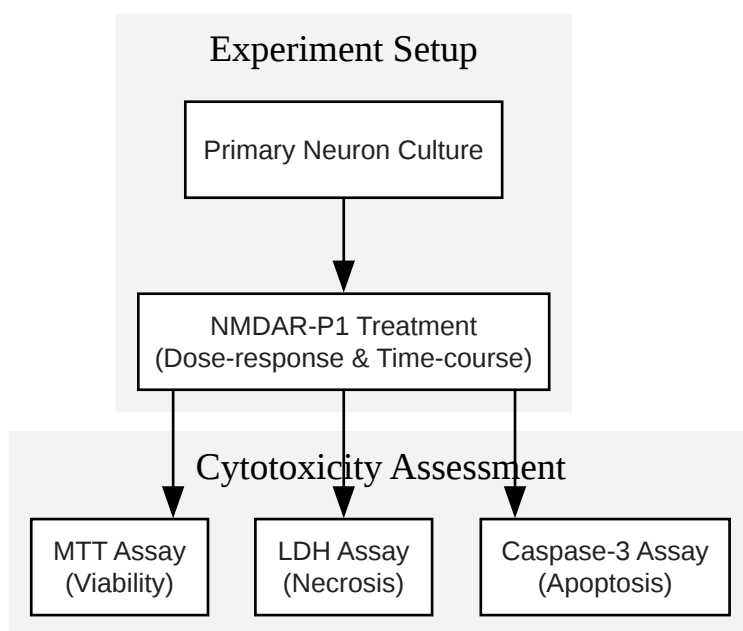 Experiment Setup
Primary Neuron Culture
NMDAR-P1 Treatment
(Dose-response & Time-course)
Cytotoxicity Assessment
MTT Assay
(Viability)
LDH Assay
(Necrosis)
Caspase-3 Assay
(Apoptosis)